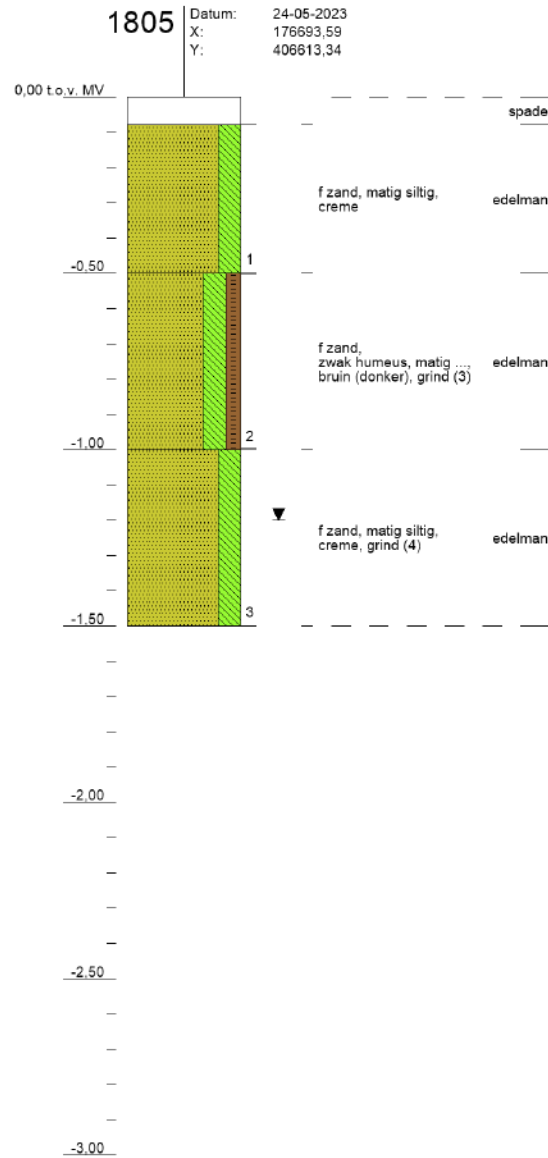 1805
Datum: 24-05-2023
X: 176693,59
Y: 406613,34
0,00 t.o.v. MV
spade
f zand, matig siltig,
creme
edelman
1
-0,50
f zand,
zwak humeus, matig ...,
bruin (donker), grind (3)
edelman
2
-1,00
f zand, matig siltig,
creme, grind (4)
edelman
3
-1,50
-2,00
-2,50
-3,00